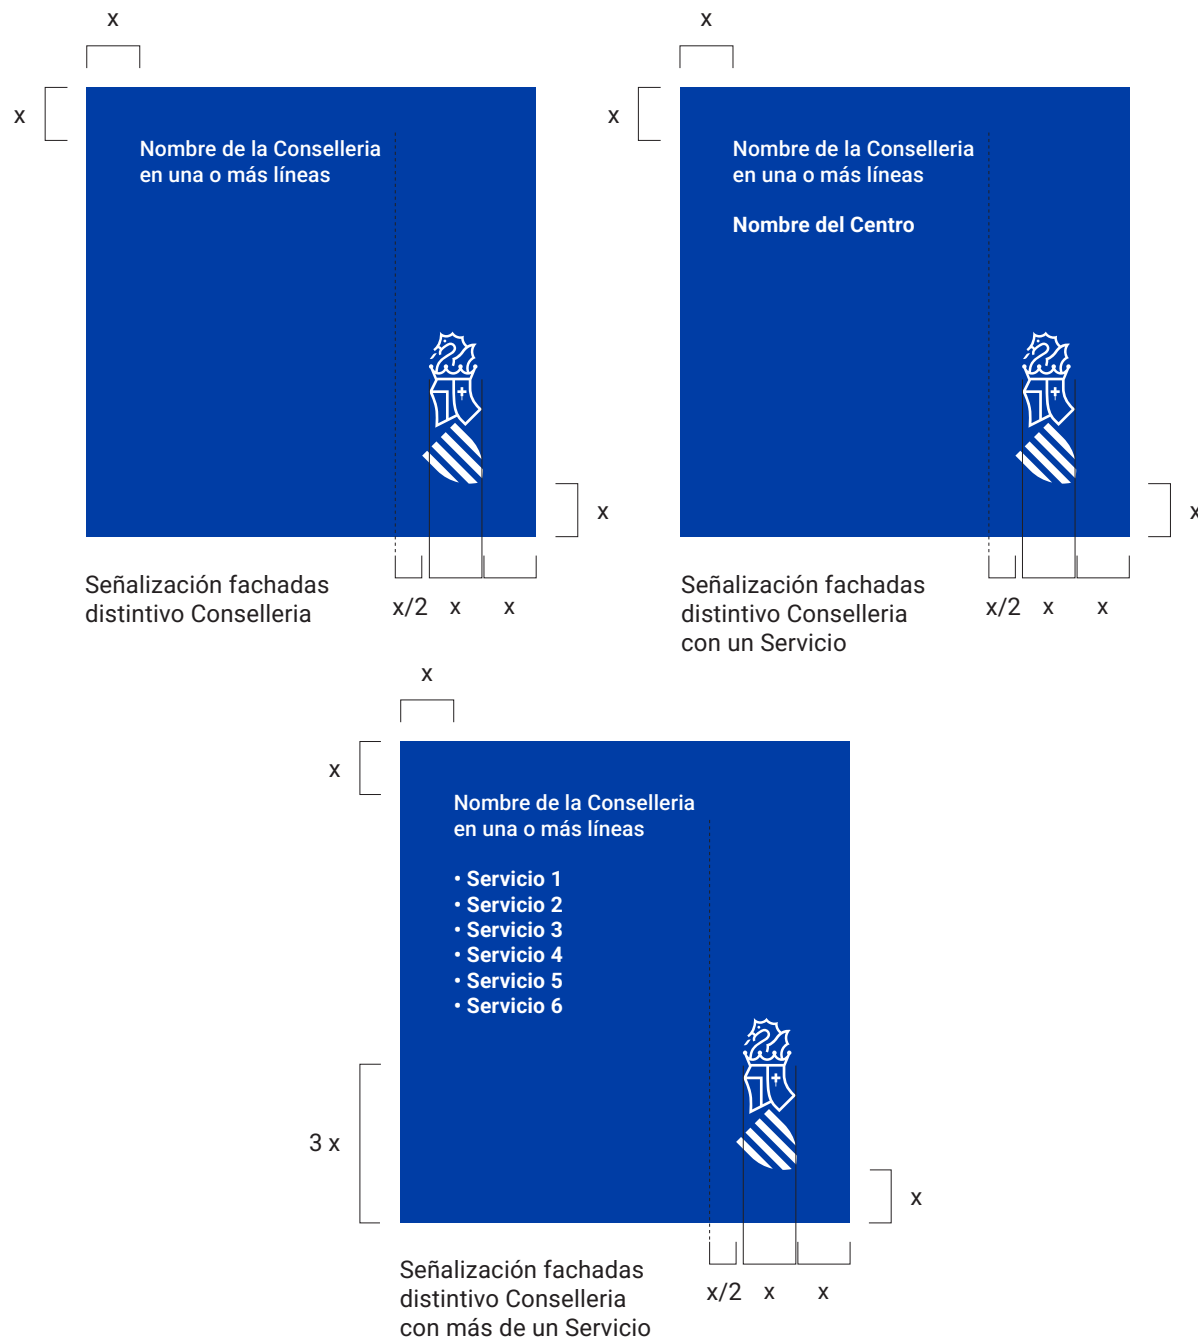 x
x
Nombre de la Conselleria
en una o más líneas
x
x/2 x x
Señalización fachadas
distintivo Conselleria
x
x
Nombre de la Conselleria
en una o más líneas
Nombre del Centro
x
x/2 x x
Señalización fachadas
distintivo Conselleria
con un Servicio
x
x
Nombre de la Conselleria
en una o más líneas
• Servicio 1
• Servicio 2
• Servicio 3
• Servicio 4
• Servicio 5
• Servicio 6
3 x
x
x/2 x x
Señalización fachadas
distintivo Conselleria
con más de un Servicio